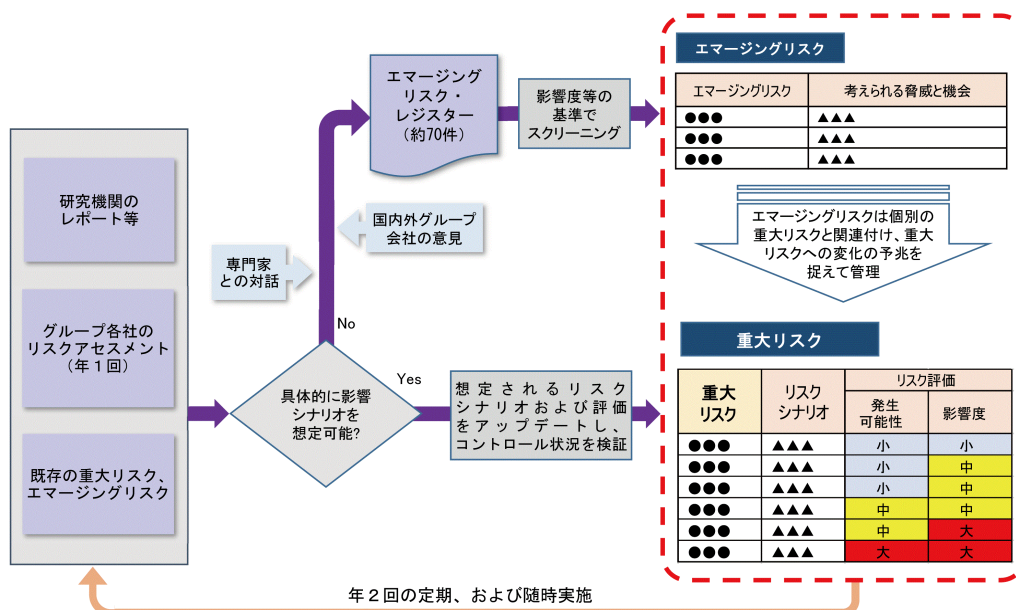 研究機関の
レポート等
グループ各社の
リスクアセスメント
（年１回）
既存の重大リスク、
エマージングリスク
具体的に影響
シナリオを
想定可能?
No
Yes
専門家
との対話
国内外グループ
会社の意見
エマージング
リスク・
レジスター
（約70件）
影響度等の
基準で
スクリーニング
想定されるリスク
シナリオおよび評価
をアップデートし、
コントロール状況を検証
エマージングリスク
エマージングリスク 考えられる脅威と機会
●●● ▲▲▲
●●● ▲▲▲
●●● ▲▲▲
エマージングリスクは個別の
重大リスクと関連付け、重大
リスクへの変化の予兆を
捉えて管理
重大リスク
重大
リスク
リスク
シナリオ
リスク評価
発生
可能性
影響度
●●● ▲▲▲ 小 小
●●● ▲▲▲ 小 中
●●● ▲▲▲ 小 中
●●● ▲▲▲ 中 中
●●● ▲▲▲ 中 大
●●● ▲▲▲ 大 大
年２回の定期、および随時実施